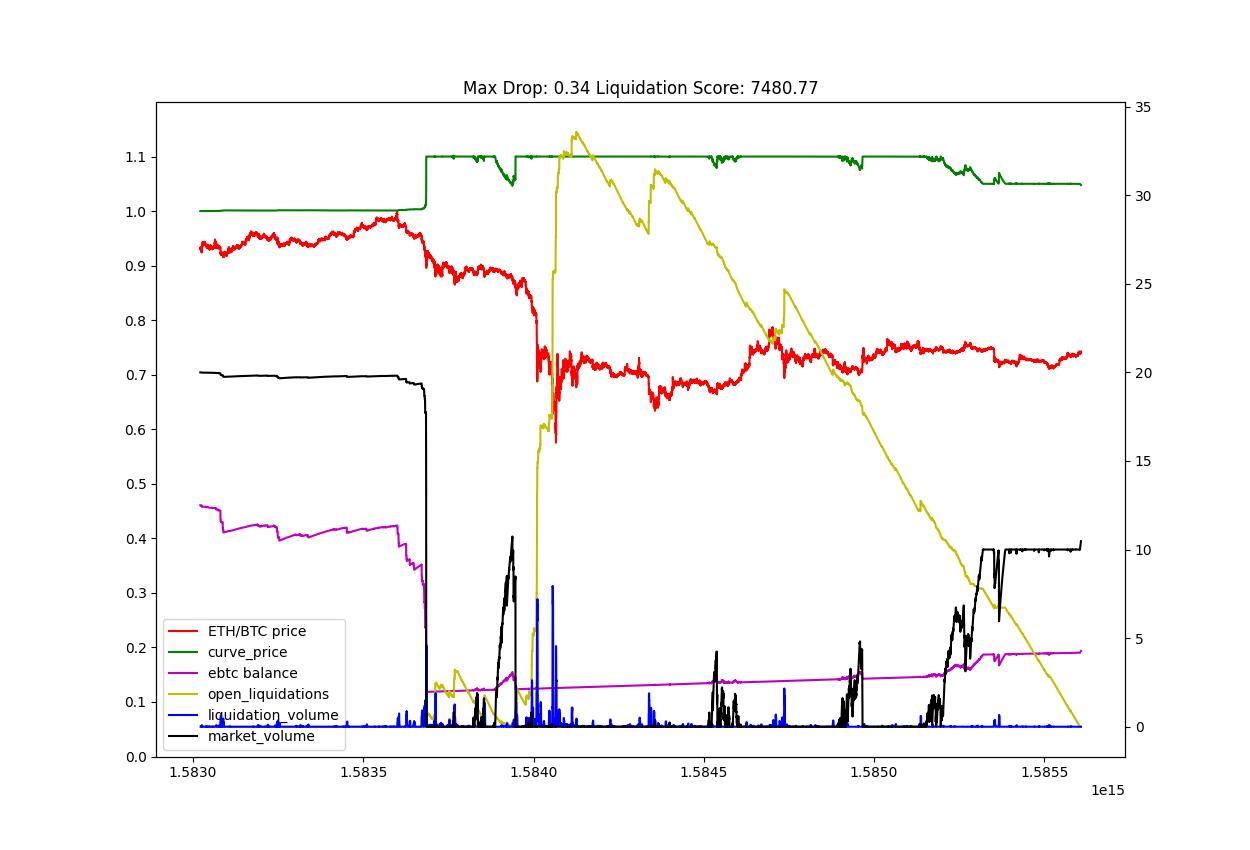 Max Drop: 0.34 Liquidation Score: 7480.77
35
1.1
30
1.0
0.9
25
0.8
20
0.7
0.6
15
0.5
0.4
10
0.3
ETH/BTC price
0.2
curve_price
5
ebtc balance
open_liquidations
0.1
liquidation_volume
0
market_volume
0.0
1.5830 1.5835 1.5840 1.5845 1.5850 1.5855
1e15